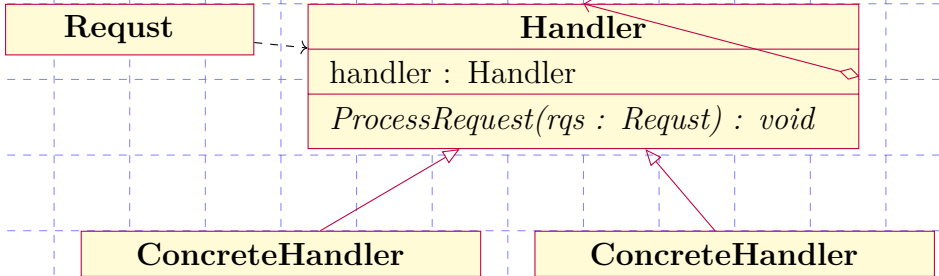 Requst
Handler
handler : Handler
ProcessRequest(rqs : Requst) : void
ConcreteHandler
ConcreteHandler